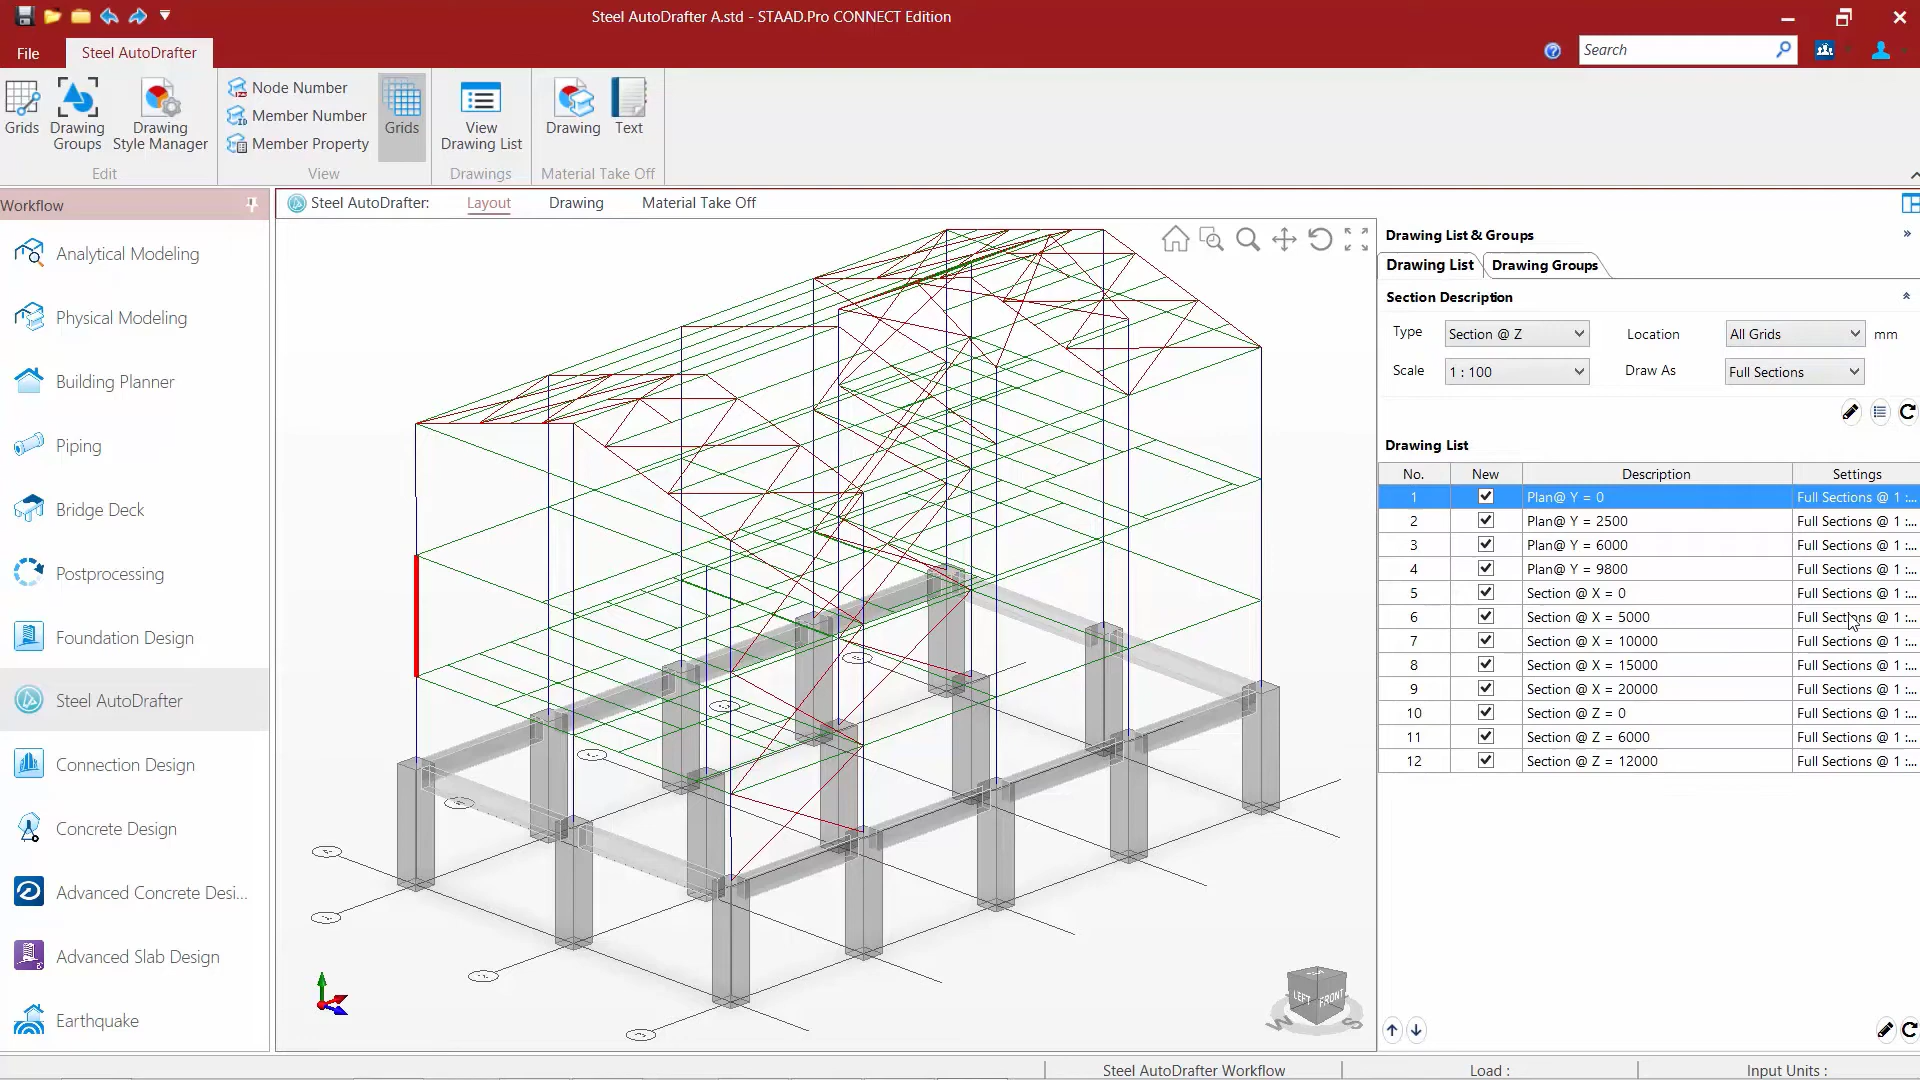 Steel AutoDrafter A.std - STAAD.Pro CONNECT Edition
File
Steel AutoDrafter
Search
Grids
Drawing Groups
Drawing Style Manager
Edit
Node Number
Member Number
Member Property
Grids
View
View Drawing List
Drawings
Drawing
Text
Material Take Off
Workflow
Analytical Modeling
Physical Modeling
Building Planner
Piping
Bridge Deck
Postprocessing
Foundation Design
Steel AutoDrafter
Connection Design
Concrete Design
Advanced Concrete Desi...
Advanced Slab Design
Earthquake
Steel AutoDrafter: Layout Drawing Material Take Off
LEFT FRONT
W S
Drawing List & Groups
Drawing List Drawing Groups
Section Description
Type Section @ Z Location All Grids mm
Scale 1 : 100 Draw As Full Sections
Drawing List
No. New Description Settings
1 Plan@ Y = 0 Full Sections @ 1 :...
2 Plan@ Y = 2500 Full Sections @ 1 :...
3 Plan@ Y = 6000 Full Sections @ 1 :...
4 Plan@ Y = 9800 Full Sections @ 1 :...
5 Section @ X = 0 Full Sections @ 1 :...
6 Section @ X = 5000 Full Sections @ 1 :...
7 Section @ X = 10000 Full Sections @ 1 :...
8 Section @ X = 15000 Full Sections @ 1 :...
9 Section @ X = 20000 Full Sections @ 1 :...
10 Section @ Z = 0 Full Sections @ 1 :...
11 Section @ Z = 6000 Full Sections @ 1 :...
12 Section @ Z = 12000 Full Sections @ 1 :...
Steel AutoDrafter Workflow Load : Input Units :